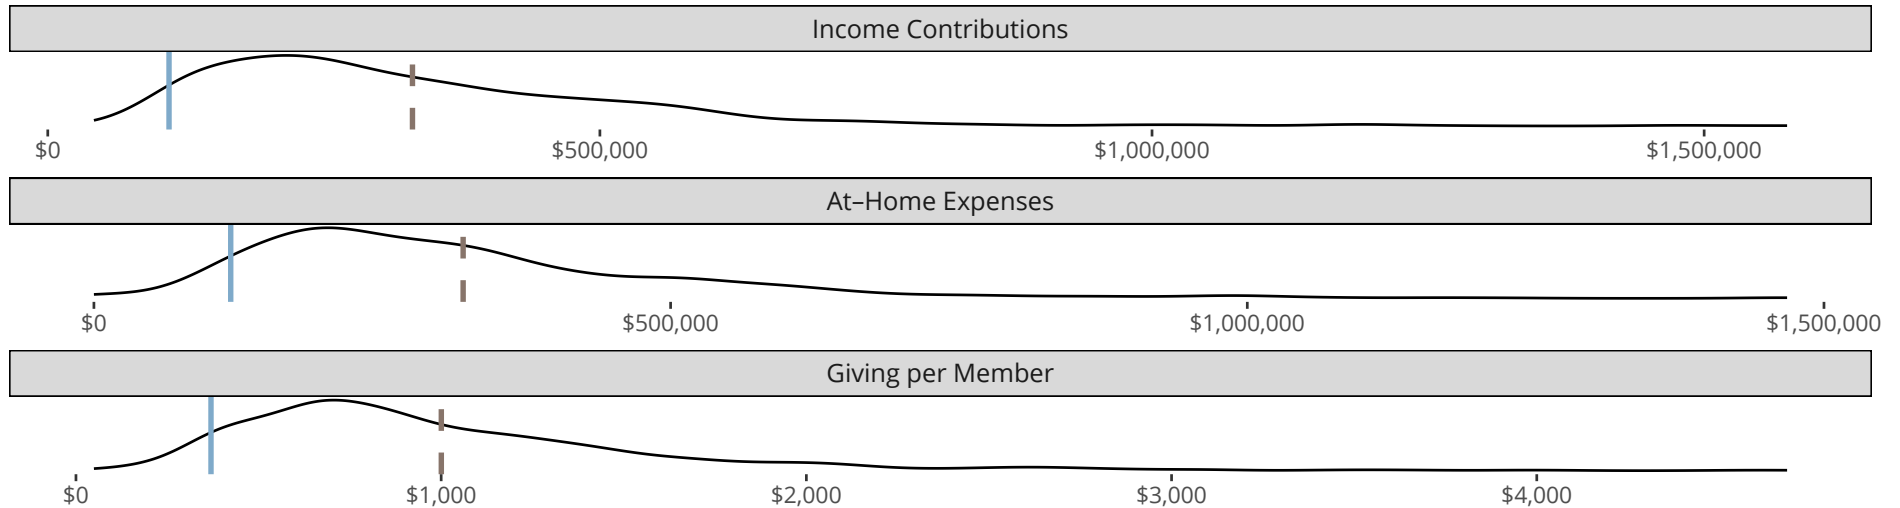 Income Contributions
$0 $500,000 $1,000,000 $1,500,000
At–Home Expenses
$0 $500,000 $1,000,000 $1,500,000
Giving per Member
$0 $1,000 $2,000 $3,000 $4,000